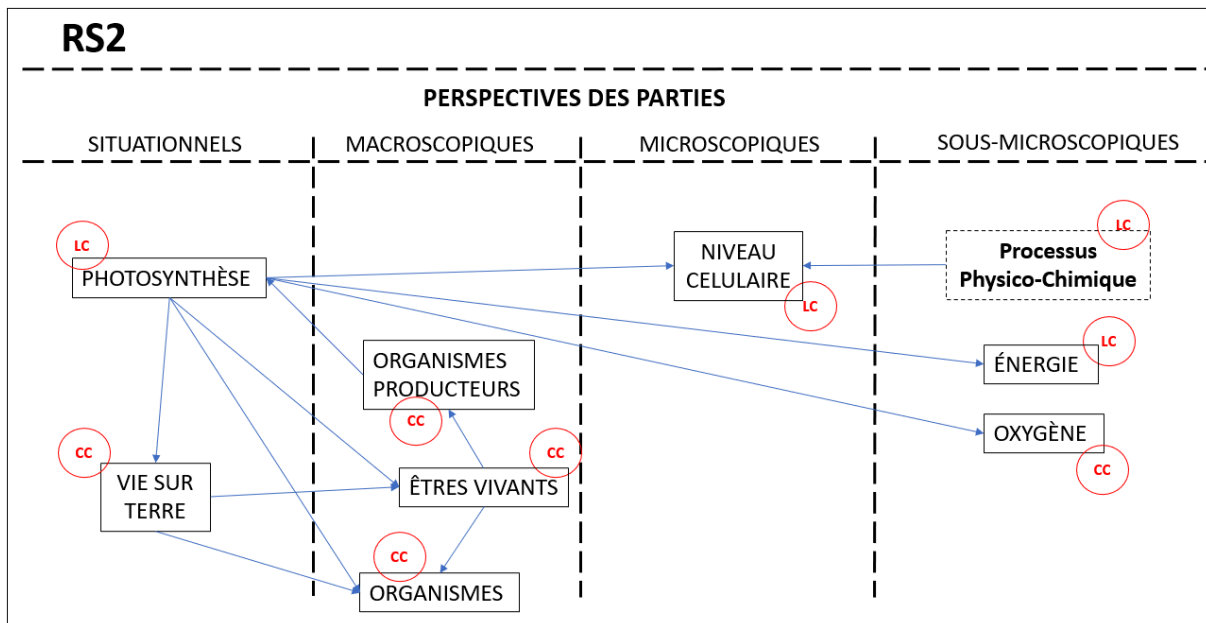 RS2
PERSPECTIVES DES PARTIES
SITUATIONNELS
MACROSCOPIQUES
MICROSCOPIQUES
SOUS-MICROSCOPIQUES
LC
PHOTOSYNTHÈSE
NIVEAU
CELULAIRE
LC
LC
Processus
Physico-Chimique
ORGANISMES
PRODUCTEURS
CC
LC
ÉNERGIE
OXYGÈNE
CC
CC
VIE SUR
TERRE
CC
ÊTRES VIVANTS
CC
ORGANISMES